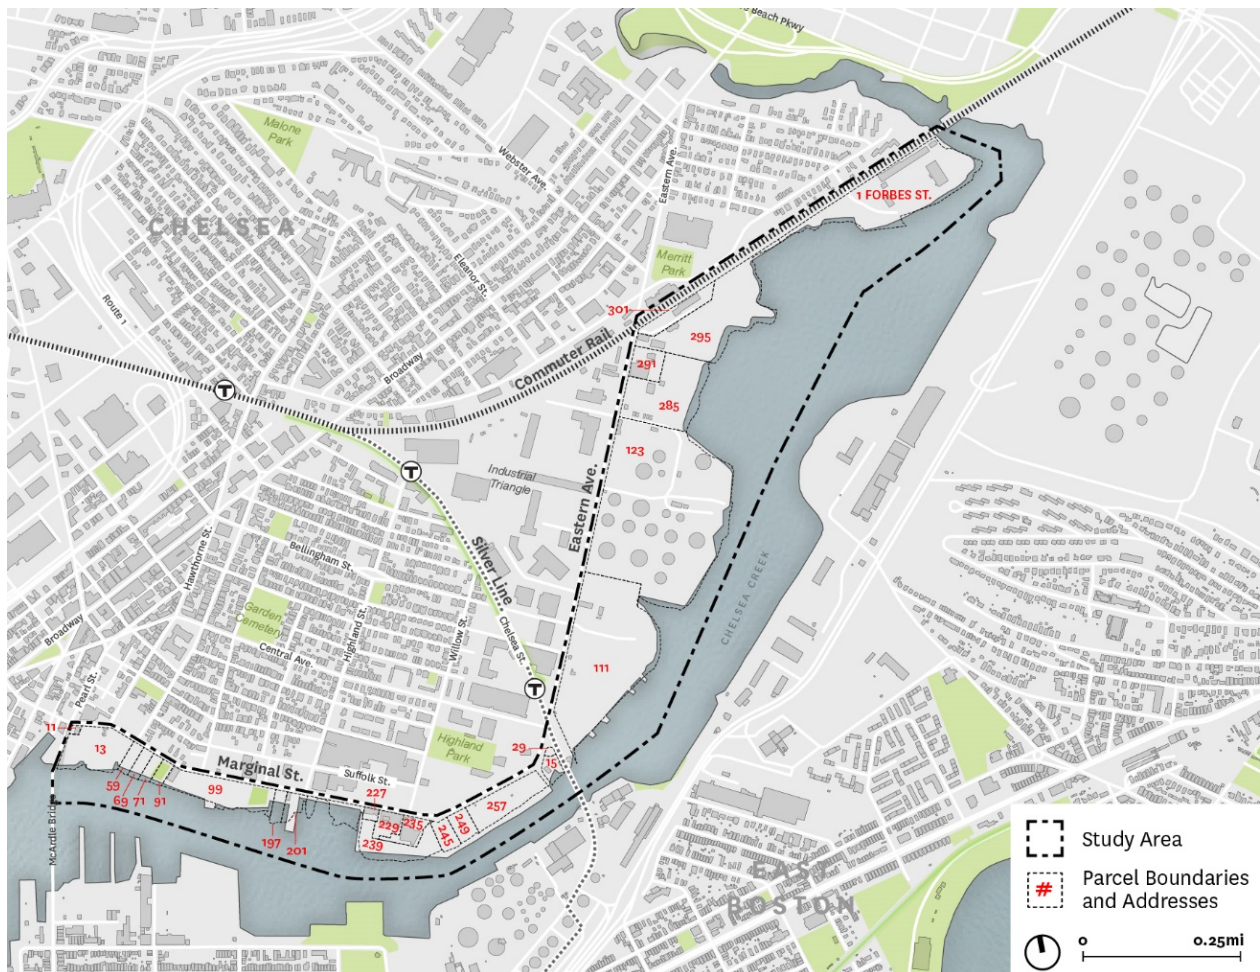 Beach Pkwy
Malone
Park
Webster Ave.
Eastern Ave.
1 FORBES ST.
CHELSEA
Merritt
Park
Eleanor St.
Route 1
301
295
Broadway
Commuter Rail
291
285
T
123
T
Industrial
Triangle
Eastern Ave.
Hawthorne St.
Bellingham St.
Silver Line
CHELSEA CREEK
Garden
Cemetery
Highland St.
Willow St.
Chelsea St.
Broadway
Central Ave.
111
Pearl St.
T
11
13
Highland
Park
29
15
Marginal St.
Suffolk St.
59
69
71
91
99
227
257
McArdle Bridge
197
201
229
235
239
245
249
EAST
BOSTON
Study Area
#
Parcel Boundaries
and Addresses
0
0.25mi